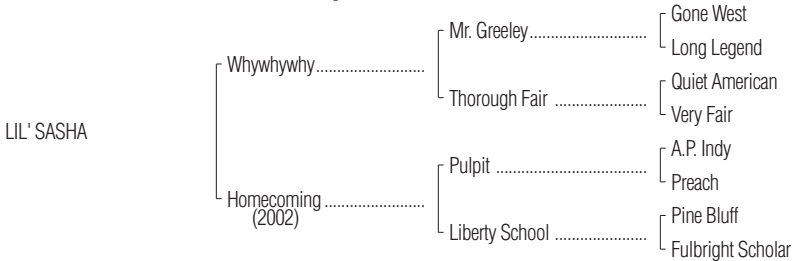 Gone West
Mr. Greeley..........................
Long Legend
Whywhywhy........................
Quiet American
Thorough Fair ....................
Very Fair
LIL' SASHA
A.P. Indy
Pulpit .................................
Preach
Homecoming ......................
(2002)
Pine Bluff
Liberty School ....................
Fulbright Scholar